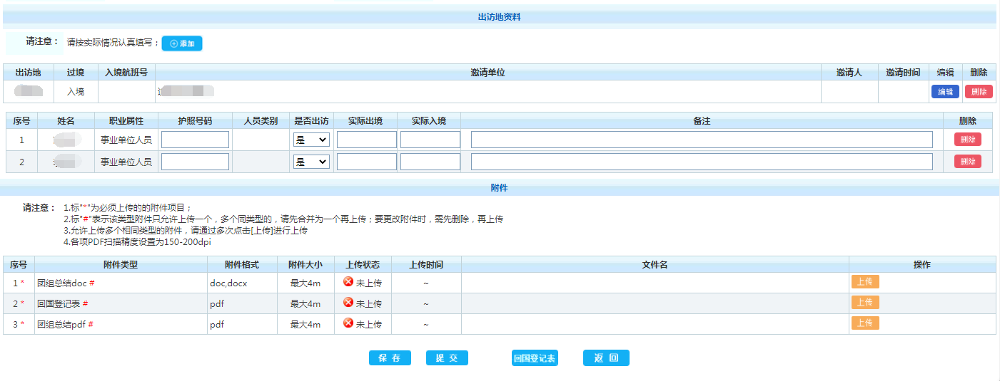 出访地资料
请注意： 请按实际情况认真填写； 添加
出访地 过境 入境航班号 邀请单位 邀请人 邀请时间 编辑 删除
入境 编辑 删除
序号 姓名 职业属性 护照号码 人员类别 是否出访 实际出境 实际入境 备注 删除
1 事业单位人员 是 删除
2 事业单位人员 是 删除
附件
请注意： 1.标"*"为必须上传的的附件项目；
2.标"#"表示该类型附件只允许上传一个，多个同类型的，请先合并为一个再上传；要更改附件时，需先删除，再上传
3.允许上传多个相同类型的附件，请通过多次点击[上传]进行上传
4.各项PDF扫描精度设置为150-200dpi
序号 附件类型 附件格式 附件大小 上传状态 上传时间 文件名 操作
1 * 团组总结doc # doc,docx 最大4m 未上传 ~ 上传
2 * 回国登记表 # pdf 最大4m 未上传 ~ 上传
3 * 团组总结pdf # pdf 最大4m 未上传 ~ 上传
保 存 提 交 回国登记表 返 回